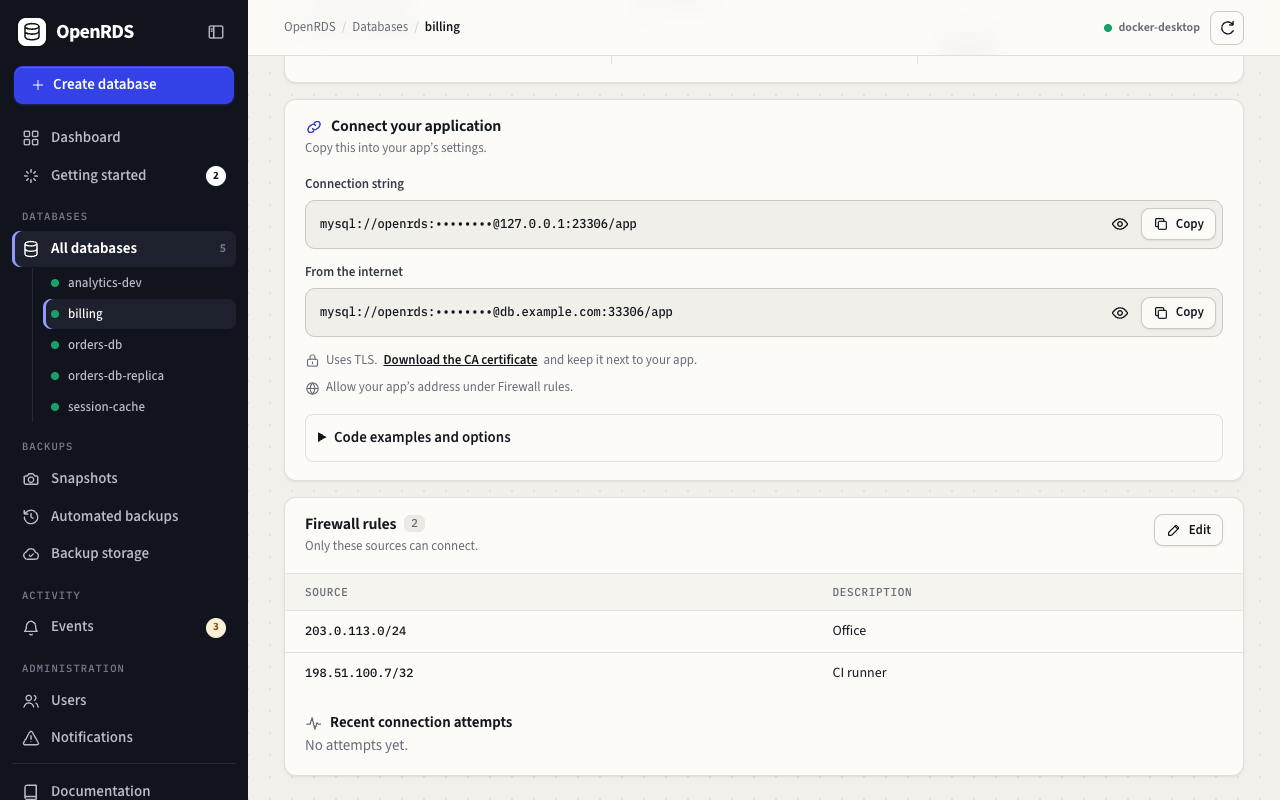 OpenRDS
Create database
Dashboard
Getting started 2
DATABASES
All databases 5
analytics-dev
billing
orders-db
orders-db-replica
session-cache
BACKUPS
Snapshots
Automated backups
Backup storage
ACTIVITY
Events 3
ADMINISTRATION
Users
Notifications
Documentation
OpenRDS / Databases / billing
docker-desktop
Connect your application
Copy this into your app's settings.
Connection string
mysql://openrds:••••••••@127.0.0.1:23306/app
Copy
From the internet
mysql://openrds:••••••••@db.example.com:33306/app
Copy
Uses TLS. Download the CA certificate and keep it next to your app.
Allow your app's address under Firewall rules.
Code examples and options
Firewall rules 2
Only these sources can connect.
Edit
SOURCE DESCRIPTION
203.0.113.0/24 Office
198.51.100.7/32 CI runner
Recent connection attempts
No attempts yet.